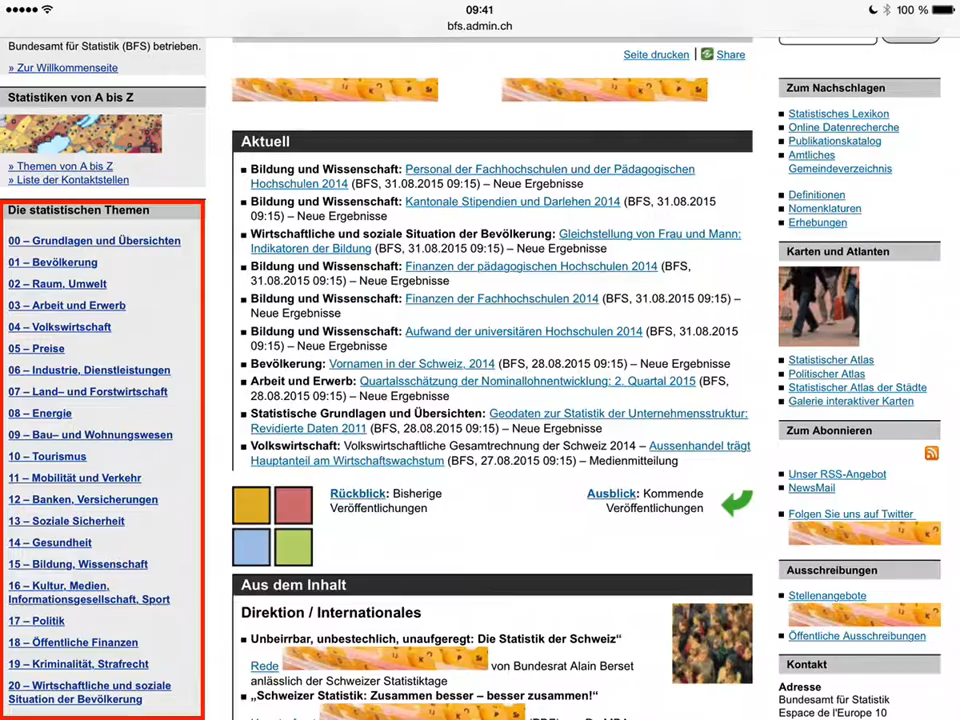 09:41
100 %
bfs.admin.ch
Bundesamt für Statistik (BFS) betrieben.
» Zur Willkommenseite
Statistiken von A bis Z
» Themen von A bis Z
» Liste der Kontaktstellen
Die statistischen Themen
00 – Grundlagen und Übersichten
01 – Bevölkerung
02 – Raum, Umwelt
03 – Arbeit und Erwerb
04 – Volkswirtschaft
05 – Preise
06 – Industrie, Dienstleistungen
07 – Land– und Forstwirtschaft
08 – Energie
09 – Bau– und Wohnungswesen
10 – Tourismus
11 – Mobilität und Verkehr
12 – Banken, Versicherungen
13 – Soziale Sicherheit
14 – Gesundheit
15 – Bildung, Wissenschaft
16 – Kultur, Medien,
Informationsgesellschaft, Sport
17 – Politik
18 – Öffentliche Finanzen
19 – Kriminalität, Strafrecht
20 – Wirtschaftliche und soziale
Situation der Bevölkerung
Seite drucken | Share
Aktuell
Bildung und Wissenschaft: Personal der Fachhochschulen und der Pädagogischen
Hochschulen 2014 (BFS, 31.08.2015 09:15) – Neue Ergebnisse
Bildung und Wissenschaft: Kantonale Stipendien und Darlehen 2014 (BFS, 31.08.2015
09:15) – Neue Ergebnisse
Wirtschaftliche und soziale Situation der Bevölkerung: Gleichstellung von Frau und Mann:
Indikatoren der Bildung (BFS, 31.08.2015 09:15) – Neue Ergebnisse
Bildung und Wissenschaft: Finanzen der pädagogischen Hochschulen 2014 (BFS,
31.08.2015 09:15) – Neue Ergebnisse
Bildung und Wissenschaft: Finanzen der Fachhochschulen 2014 (BFS, 31.08.2015 09:15) –
Neue Ergebnisse
Bildung und Wissenschaft: Aufwand der universitären Hochschulen 2014 (BFS, 31.08.2015
09:15) – Neue Ergebnisse
Bevölkerung: Vornamen in der Schweiz, 2014 (BFS, 28.08.2015 09:15) – Neue Ergebnisse
Arbeit und Erwerb: Quartalsschätzung der Nominallohnentwicklung: 2. Quartal 2015 (BFS,
28.08.2015 09:15) – Neue Ergebnisse
Statistische Grundlagen und Übersichten: Geodaten zur Statistik der Unternehmensstruktur:
Revidierte Daten 2011 (BFS, 28.08.2015 09:15) – Neue Ergebnisse
Volkswirtschaft: Volkswirtschaftliche Gesamtrechnung der Schweiz 2014 – Aussenhandel trägt
Hauptanteil am Wirtschaftswachstum (BFS, 27.08.2015 09:15) – Medienmitteilung
Rückblick: Bisherige
Veröffentlichungen
Ausblick: Kommende
Veröffentlichungen
Aus dem Inhalt
Direktion / Internationales
Unbeirrbar, unbestechlich, unaufgeregt: Die Statistik der Schweiz“
Rede von Bundesrat Alain Berset
anlässlich der Schweizer Statistiktage
„Schweizer Statistik: Zusammen besser – besser zusammen!“
Zum Nachschlagen
Statistisches Lexikon
Online Datenrecherche
Publikationskatalog
Amtliches
Gemeindeverzeichnis
Definitionen
Nomenklaturen
Erhebungen
Karten und Atlanten
Statistischer Atlas
Politischer Atlas
Statistischer Atlas der Städte
Galerie interaktiver Karten
Zum Abonnieren
Unser RSS-Angebot
NewsMail
Folgen Sie uns auf Twitter
Ausschreibungen
Stellenangebote
Öffentliche Ausschreibungen
Kontakt
Adresse
Bundesamt für Statistik
Espace de l'Europe 10